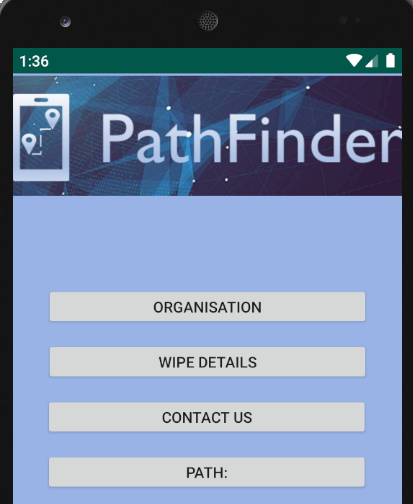 1:36
PathFinder
ORGANISATION
WIPE DETAILS
CONTACT US
PATH: